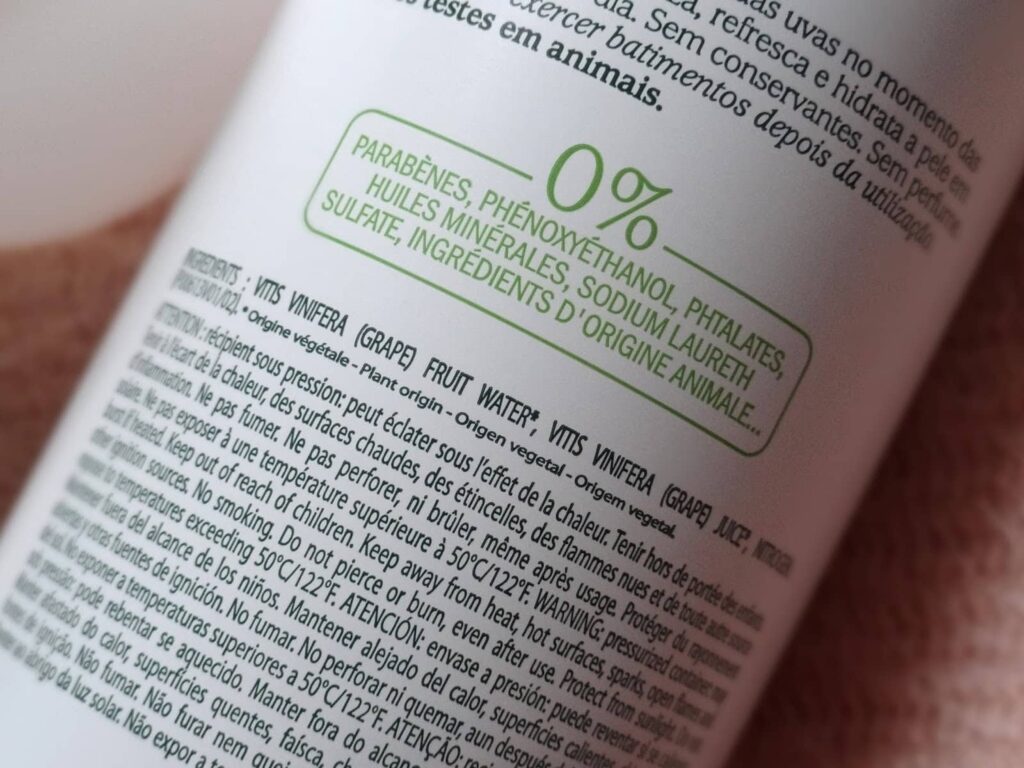 uvas no momento das
refresca e hidrata a pele em
dia. Sem conservantes. Sem perfume.
exercer batimentos depois da utilização.
testes em animais.
0%
PARABÈNES, PHÉNOXYÉTHANOL, PHTALATES,
HUILES MINÉRALES, SODIUM LAURETH
SULFATE, INGRÉDIENTS D'ORIGINE ANIMALE...
INGREDIENTS : VITIS VINIFERA (GRAPE) FRUIT WATER*, VITIS VINIFERA (GRAPE) JUICE*, NITROGEN
*Origine végétale - Plant origin - Origen vegetal - Origem vegetal.
ATTENTION : récipient sous pression: peut éclater sous l'effet de la chaleur. Tenir hors de portée des enfants.
Tenir à l'écart de la chaleur, des surfaces chaudes, des étincelles, des flammes nues et de toute autre source
d'inflammation. Ne pas fumer. Ne pas perforer, ni brûler, même après usage. Protéger du rayonnement
solaire. Ne pas exposer à une température supérieure à 50°C/122°F. WARNING: pressurized container: may
burst if heated. Keep out of reach of children. Keep away from heat, hot surfaces, sparks, open flames and
other ignition sources. No smoking. Do not pierce or burn, even after use. Protect from sunlight. Do not
expose to temperatures exceeding 50°C/122°F. ATENCIÓN: envase a presión: puede reventar si se calienta.
Mantener fuera del alcance de los niños. Mantener alejado del calor, superficies calientes,
y otras fuentes de ignición. No fumar. No perforar ni quemar, aun después
del sol. No exponer a temperaturas superiores a 50°C/122°F. ATENÇÃO:
sob pressão: pode rebentar se aquecido. Manter fora do alcance
Manter afastado do calor, superfícies quentes, faísca,
de ignição. Não fumar. Não furar nem
ao abrigo da luz solar. Não expor a